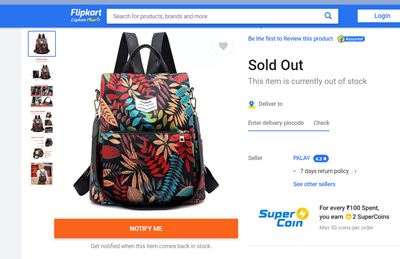 Flipkart
Explore Plus
Search for products, brands and more
Login
Be the first to Review this product
Assured
Sold Out
This item is currently out of stock
Deliver to
Enter delivery pincode
Check
Seller
PALAY 4.3 ★
• 7 days return policy ?
See other sellers
Super Coin
For every ₹100 Spent,
you earn 2 SuperCoins
Max 50 coins per order
NOTIFY ME
Get notified when this item comes back in stock.